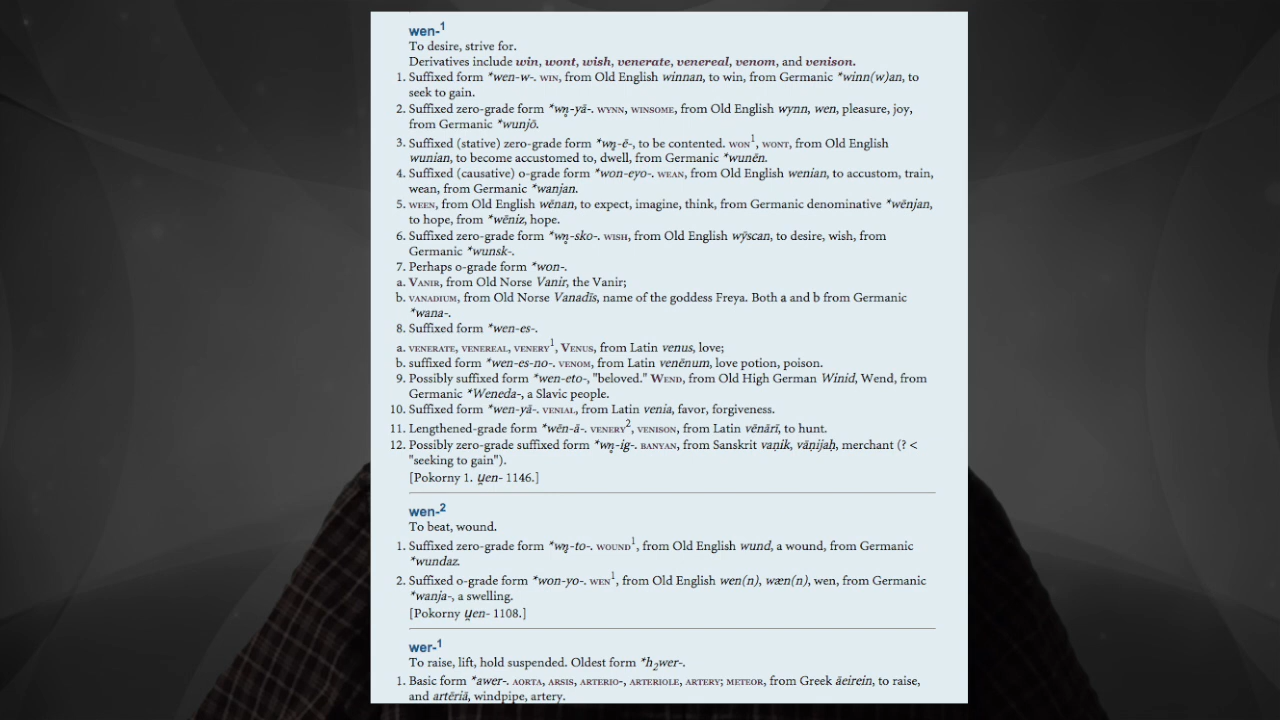 wen-1
To desire, strive for.
Derivatives include win, wont, wish, venerate, venereal, venom, and venison.
1. Suffixed form *wen-w-. WIN, from Old English winnan, to win, from Germanic *winn(w)an, to
seek to gain.
2. Suffixed zero-grade form *wn̥-yā-. WYNN, WINSOME, from Old English wynn, wen, pleasure, joy,
from Germanic *wunjō.
3. Suffixed (stative) zero-grade form *wn̥-ē-, to be contented. WON1, WONT, from Old English
wunian, to become accustomed to, dwell, from Germanic *wunēn.
4. Suffixed (causative) o-grade form *won-eyo-. WEAN, from Old English wenian, to accustom, train,
wean, from Germanic *wanjan.
5. WEEN, from Old English wēnan, to expect, imagine, think, from Germanic denominative *wēnjan,
to hope, from *wēniz, hope.
6. Suffixed zero-grade form *wn̥-sko-. WISH, from Old English wȳscan, to desire, wish, from
Germanic *wunsk-.
7. Perhaps o-grade form *won-.
a. VANIR, from Old Norse Vanir, the Vanir;
b. VANADIUM, from Old Norse Vanadīs, name of the goddess Freya. Both a and b from Germanic
*wana-.
8. Suffixed form *wen-es-.
a. VENERATE, VENEREAL, VENERY1, VENUS, from Latin venus, love;
b. suffixed form *wen-es-no-. VENOM, from Latin venēnum, love potion, poison.
9. Possibly suffixed form *wen-eto-, "beloved." WEND, from Old High German Winid, Wend, from
Germanic *Weneda-, a Slavic people.
10. Suffixed form *wen-yā-. VENIAL, from Latin venia, favor, forgiveness.
11. Lengthened-grade form *wēn-ā-. VENERY2, VENISON, from Latin vēnārī, to hunt.
12. Possibly zero-grade suffixed form *wn̥-ig-. BANYAN, from Sanskrit vaṇik, vāṇijaḥ, merchant (? <
"seeking to gain").
[Pokorny 1. u̯en- 1146.]
wen-2
To beat, wound.
1. Suffixed zero-grade form *wn̥-to-. WOUND1, from Old English wund, a wound, from Germanic
*wundaz.
2. Suffixed o-grade form *won-yo-. WEN1, from Old English wen(n), wæn(n), wen, from Germanic
*wanja-, a swelling.
[Pokorny u̯en- 1108.]
wer-1
To raise, lift, hold suspended. Oldest form *h2wer-.
1. Basic form *awer-. AORTA, ARSIS, ARTERIO-, ARTERIOLE, ARTERY; METEOR, from Greek āeirein, to raise,
and artēriā, windpipe, artery.